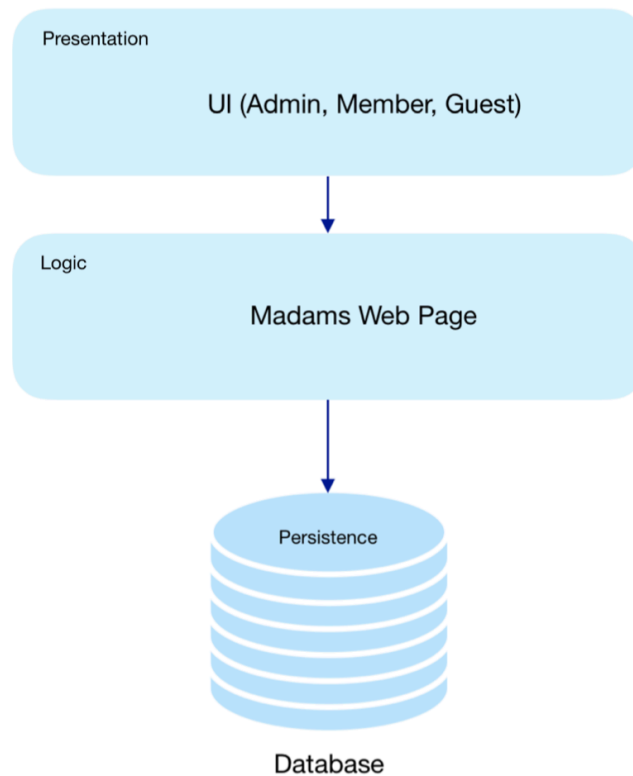 Presentation
UI (Admin, Member, Guest)
Logic
Madams Web Page
Persistence
Database